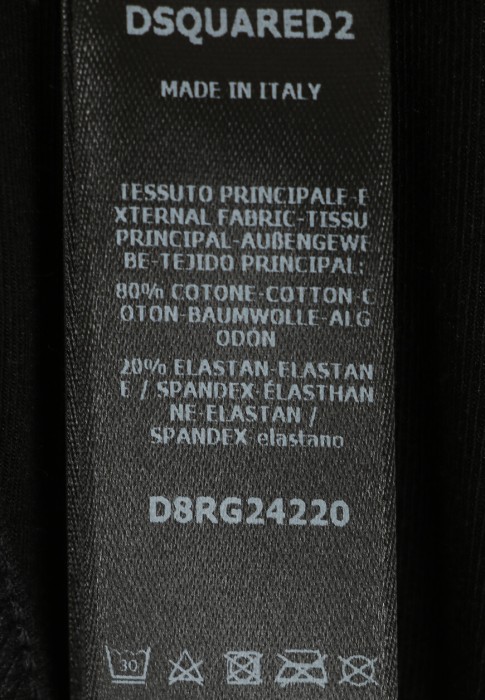 DSQUARED2
MADE IN ITALY
TESSUTO PRINCIPALE-E
XTERNAL FABRIC-TISSU
PRINCIPAL-AUßENGEWE
BE-TEJIDO PRINCIPAL:
80% COTONE-COTTON-C
OTON-BAUMWOLLE-ALG
ODÓN
20% ELASTAN-ELASTAN
E / SPANDEX-ÉLASTHAN
NE-ELASTAN /
SPANDEX-elastano
D8RG24220
30